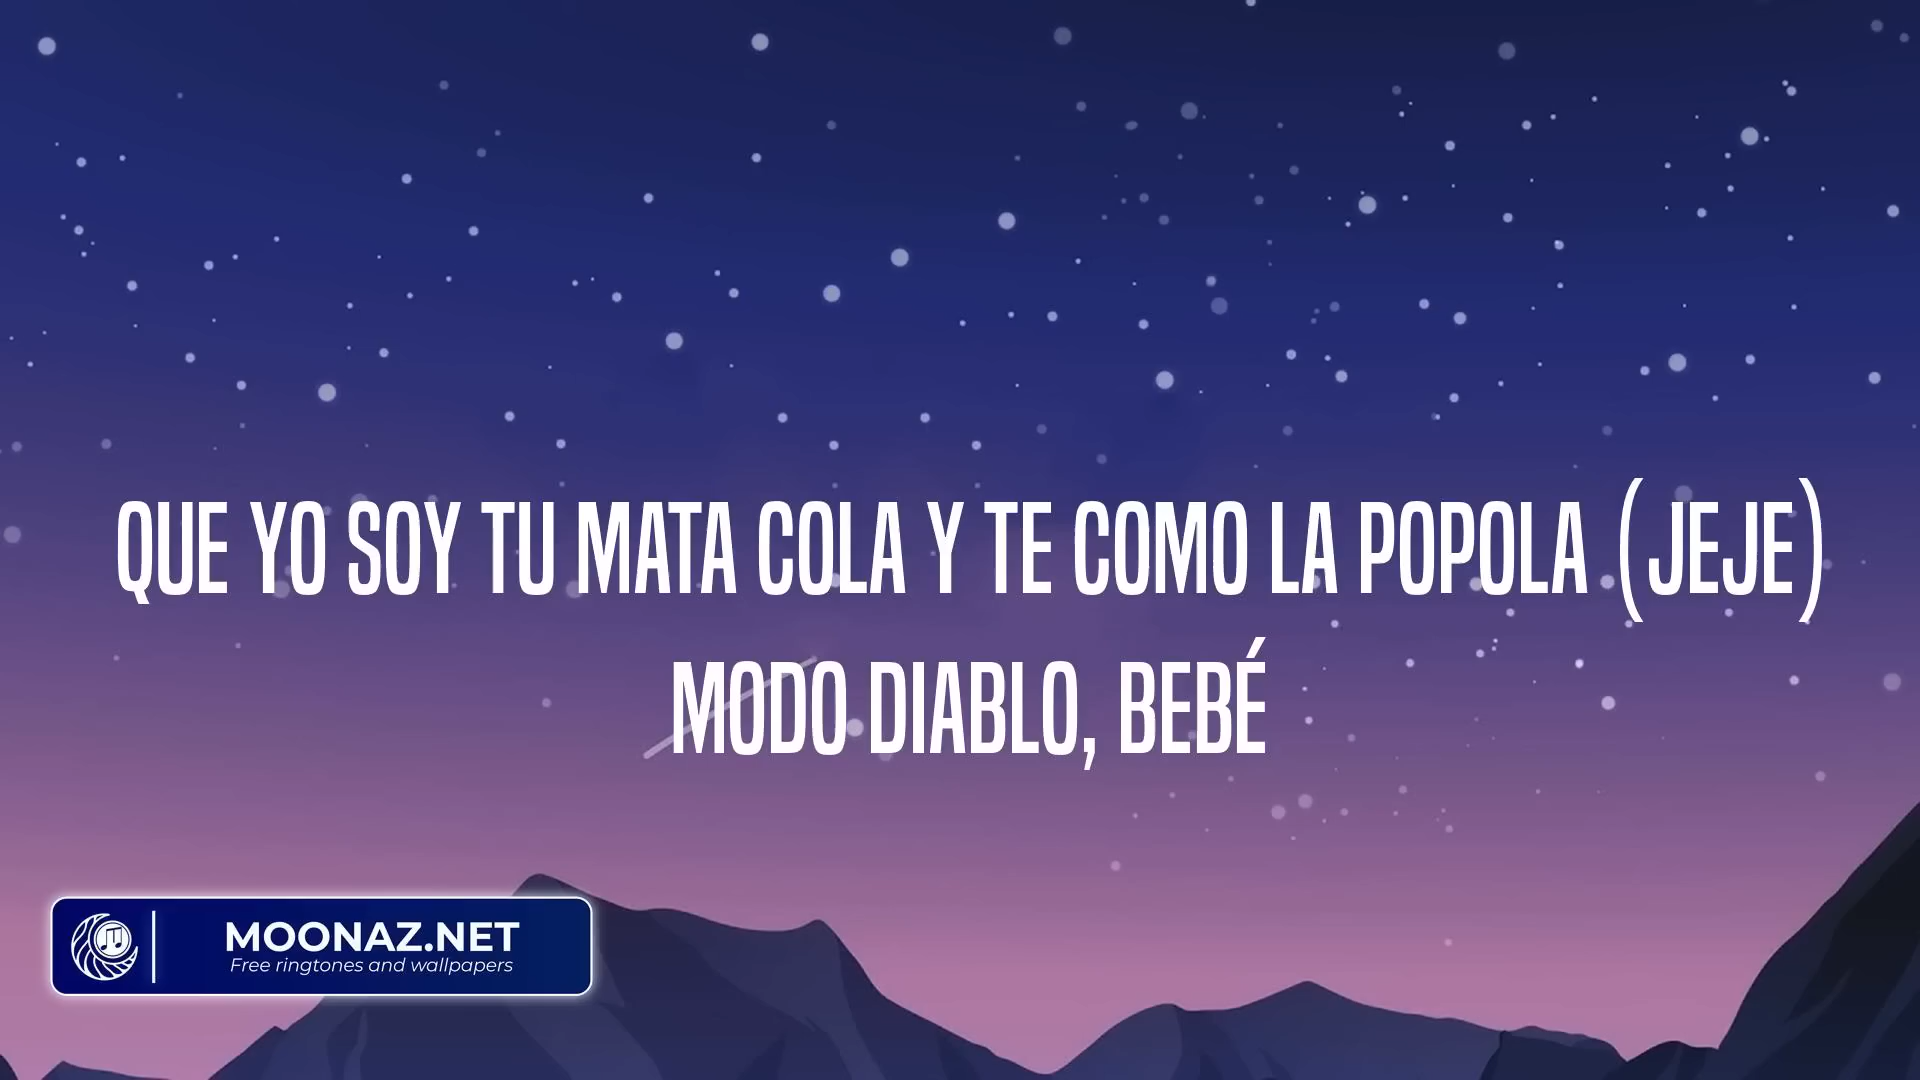 QUE YO SOY TU MATA COLA Y TE COMO LA POPOLA (JEJE)
MODO DIABLO, BEBÉ
MOONAZ.NET
Free ringtones and wallpapers